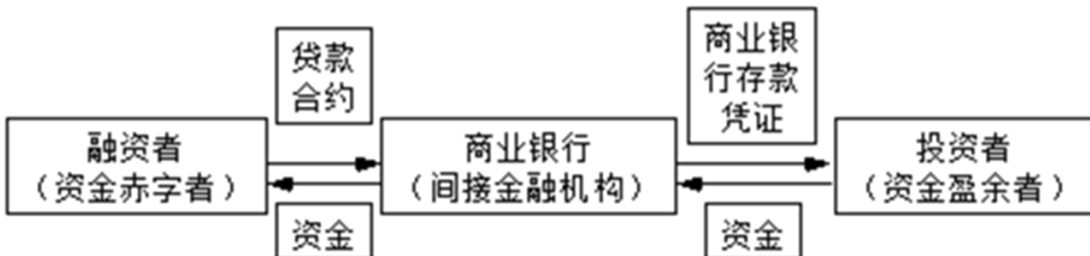 贷款
合约
商业银
行存款
凭证
融资者
（资金赤字者）
商业银行
（间接金融机构）
投资者
（资金盈余者）
资金
资金